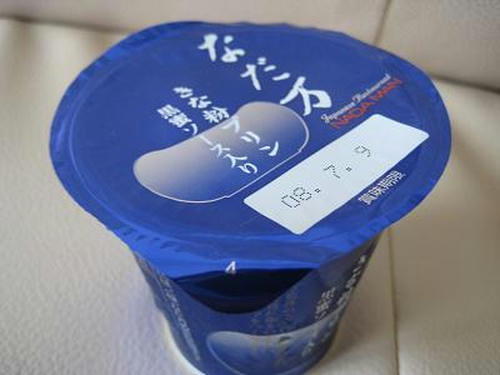 なだ万
きな粉プリン
黒蜜ソース入り
Japanese Restaurant
NADA MAN
08. 7. 9
賞味期限
4